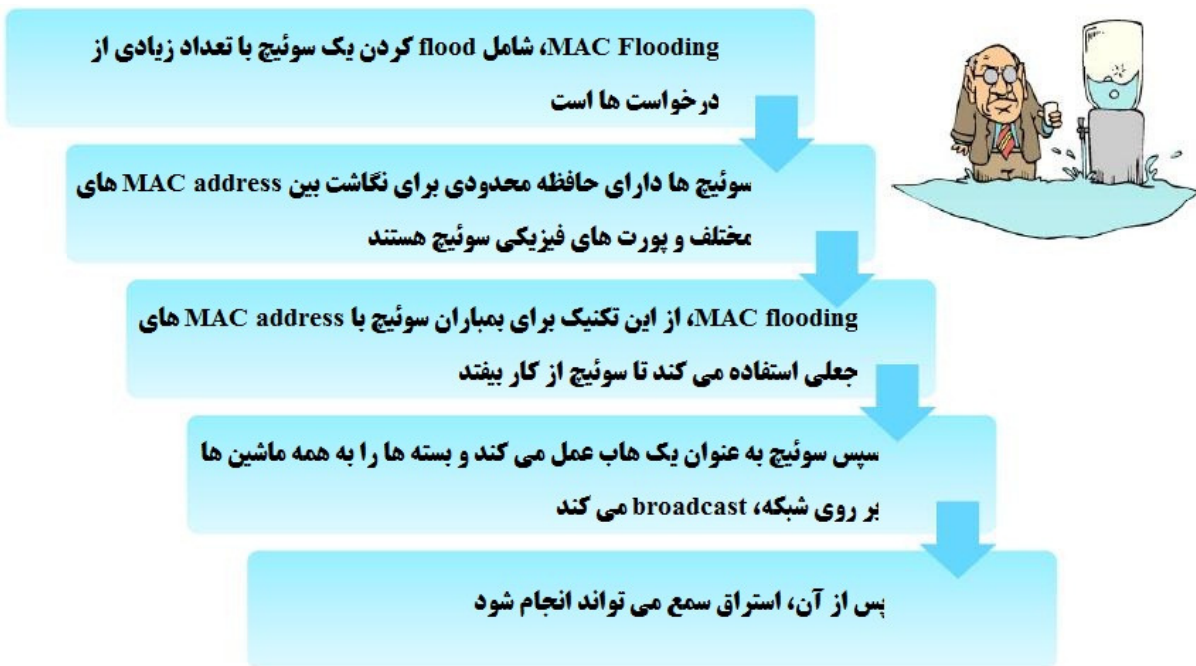 MAC Flooding، شامل flood کردن یک سوئیچ با تعداد زیادی از
درخواست ها است
سوئیچ ها دارای حافظه محدودی برای نگاشت بین MAC address های
مختلف و پورت های فیزیکی سوئیچ هستند
MAC flooding، از این تکنیک برای بمباران سوئیچ با MAC address های
جعلی استفاده می کند تا سوئیچ از کار بیفتد
سپس سوئیچ به عنوان یک هاب عمل می کند و بسته ها را به همه ماشین ها
بر روی شبکه، broadcast می کند
پس از آن، استراق سمع می تواند انجام شود